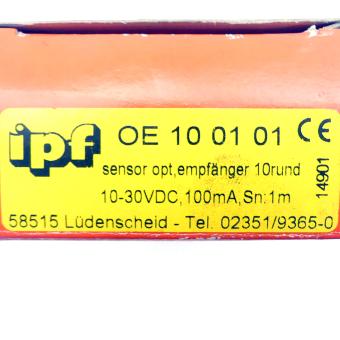 ipf OE 10 01 01 CE
sensor opt,empfänger 10rund
10-30VDC,100mA,Sn:1m
14901
58515 Lüdenscheid - Tel. 02351/9365-0